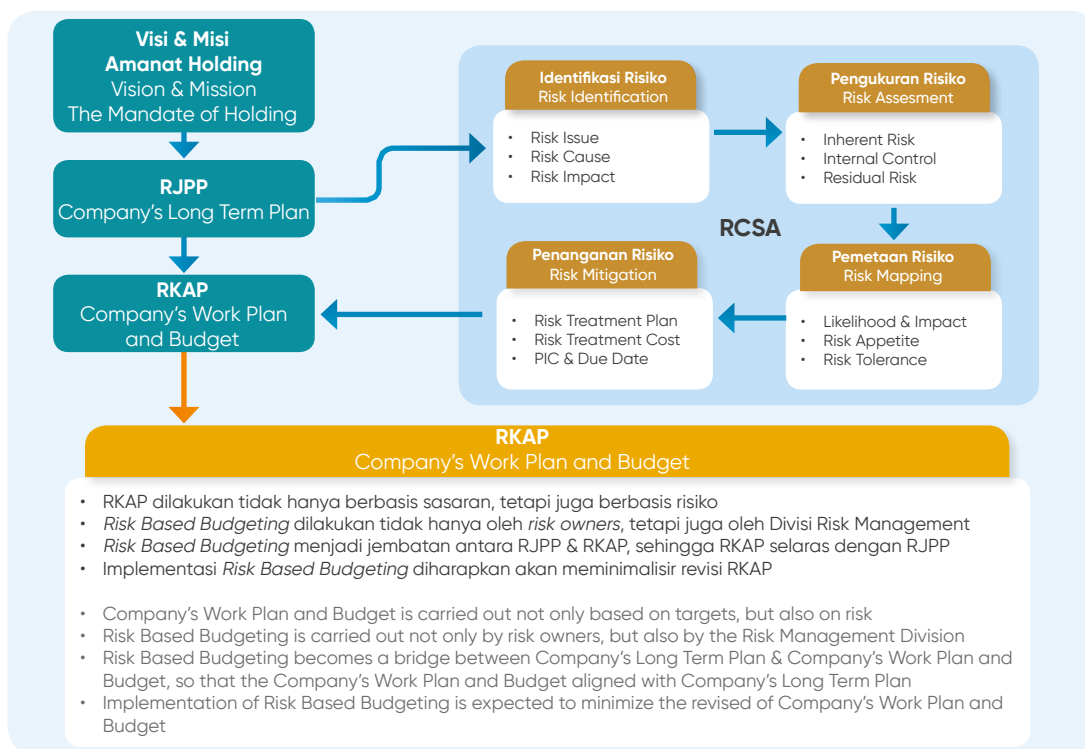 Visi & Misi
Amanat Holding
Vision & Mission
The Mandate of Holding
RJPP
Company's Long Term Plan
RKAP
Company's Work Plan
and Budget
Identifikasi Risiko
Risk Identification
• Risk Issue
• Risk Cause
• Risk Impact
Pengukuran Risiko
Risk Assesment
• Inherent Risk
• Internal Control
• Residual Risk
RCSA
Penanganan Risiko
Risk Mitigation
• Risk Treatment Plan
• Risk Treatment Cost
• PIC & Due Date
Pemetaan Risiko
Risk Mapping
• Likelihood & Impact
• Risk Appetite
• Risk Tolerance
RKAP
Company's Work Plan and Budget
• RKAP dilakukan tidak hanya berbasis sasaran, tetapi juga berbasis risiko
• Risk Based Budgeting dilakukan tidak hanya oleh risk owners, tetapi juga oleh Divisi Risk Management
• Risk Based Budgeting menjadi jembatan antara RJPP & RKAP, sehingga RKAP selaras dengan RJPP
• Implementasi Risk Based Budgeting diharapkan akan meminimalisir revisi RKAP
• Company's Work Plan and Budget is carried out not only based on targets, but also on risk
• Risk Based Budgeting is carried out not only by risk owners, but also by the Risk Management Division
• Risk Based Budgeting becomes a bridge between Company's Long Term Plan & Company's Work Plan and
Budget, so that the Company's Work Plan and Budget aligned with Company's Long Term Plan
• Implementation of Risk Based Budgeting is expected to minimize the revised of Company's Work Plan and
Budget